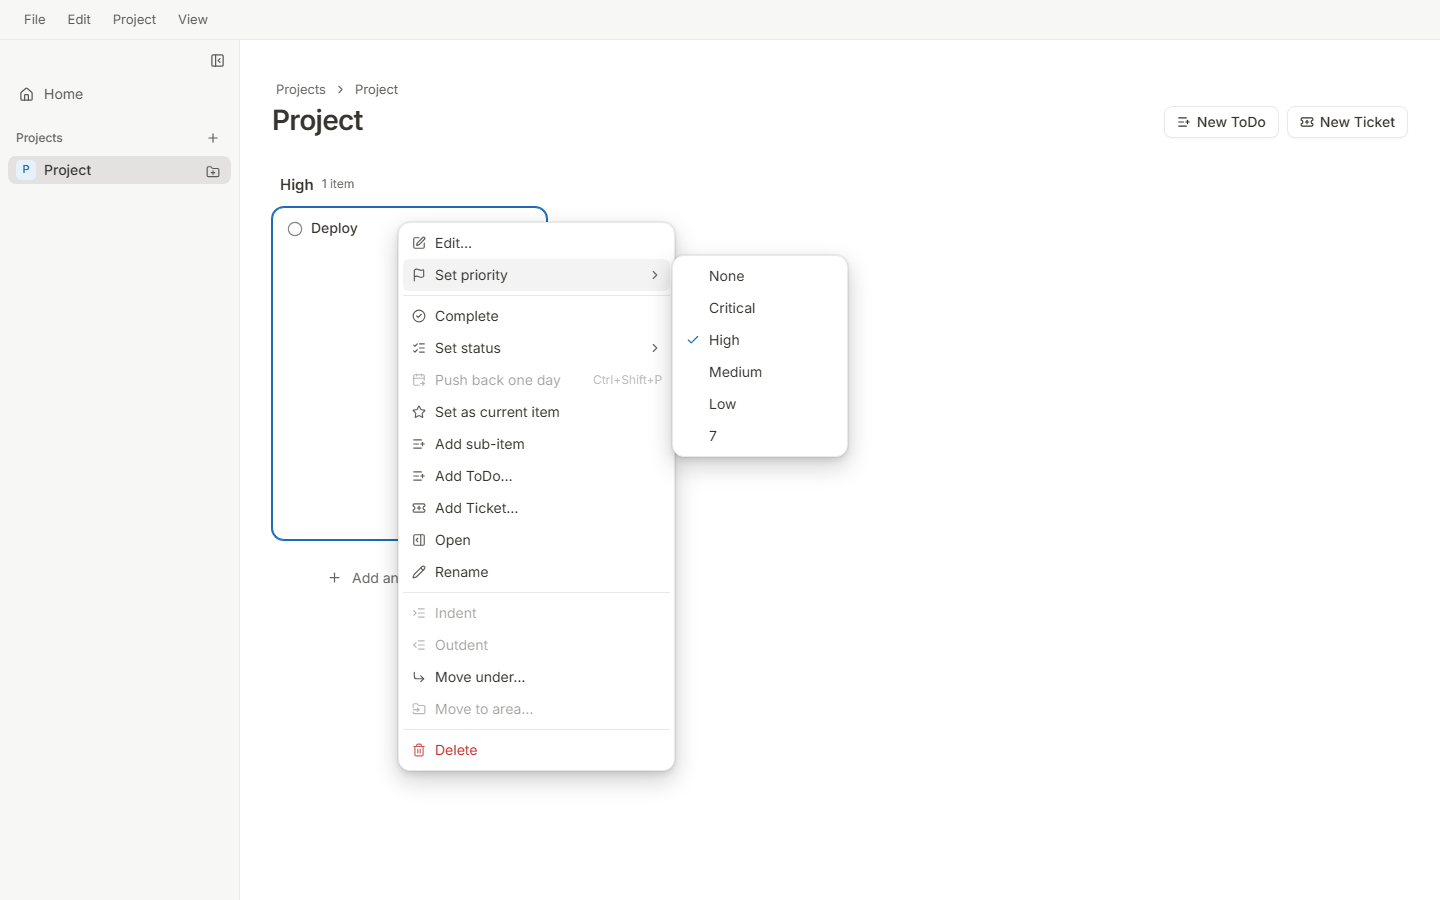 File Edit Project View
Home
Projects
P Project
Projects > Project
Project
New ToDo New Ticket
High 1 item
Deploy
Add an
Edit...
Set priority
Complete
Set status
Push back one day Ctrl+Shift+P
Set as current item
Add sub-item
Add ToDo...
Add Ticket...
Open
Rename
Indent
Outdent
Move under...
Move to area...
Delete
None
Critical
High
Medium
Low
7